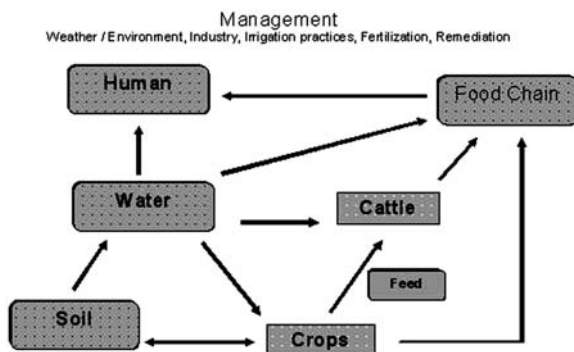 Management
Weather / Environment, Industry, Irrigation practices, Fertilization, Remediation
Human
Food Chain
Water
Cattle
Feed
Soil
Crops